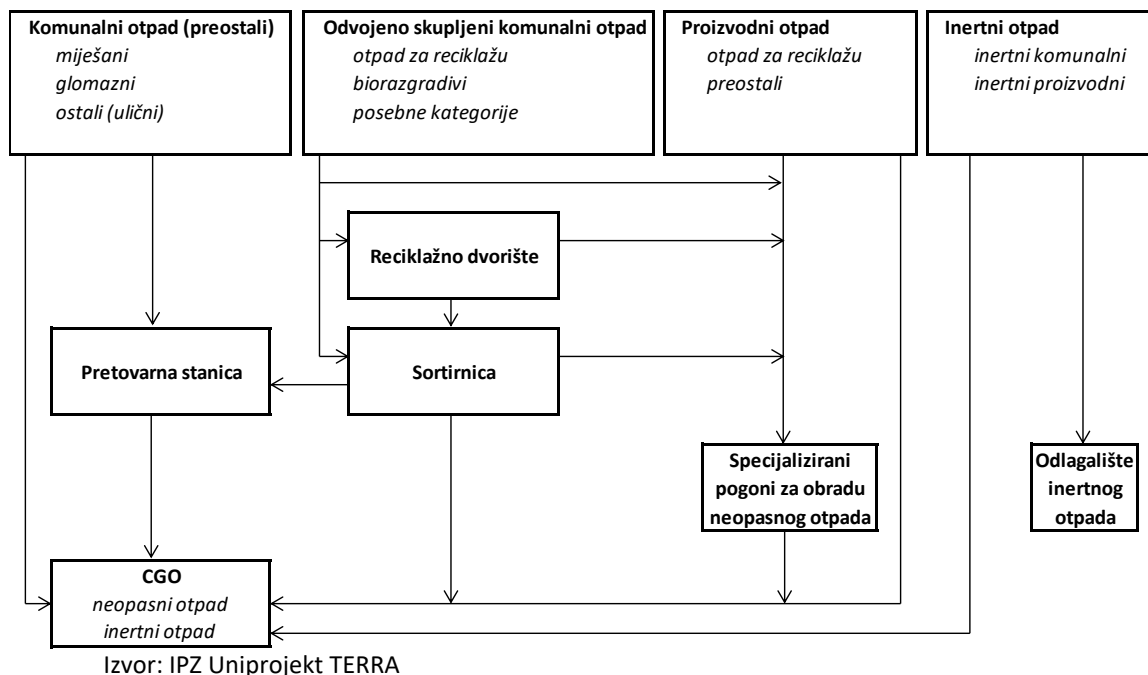 Komunalni otpad (preostali)
miješani
glomazni
ostali (ulični)
Odvojeno skupljeni komunalni otpad
otpad za reciklažu
biorazgradivi
posebne kategorije
Proizvodni otpad
otpad za reciklažu
preostali
Inertni otpad
inertni komunalni
inertni proizvodni
Reciklažno dvorište
Pretovarna stanica
Sortirnica
Specijalizirani
pogoni za obradu
neopasnog otpada
Odlagalište
inertnog
otpada
CGO
neopasni otpad
inertni otpad
Izvor: IPZ Uniprojekt TERRA